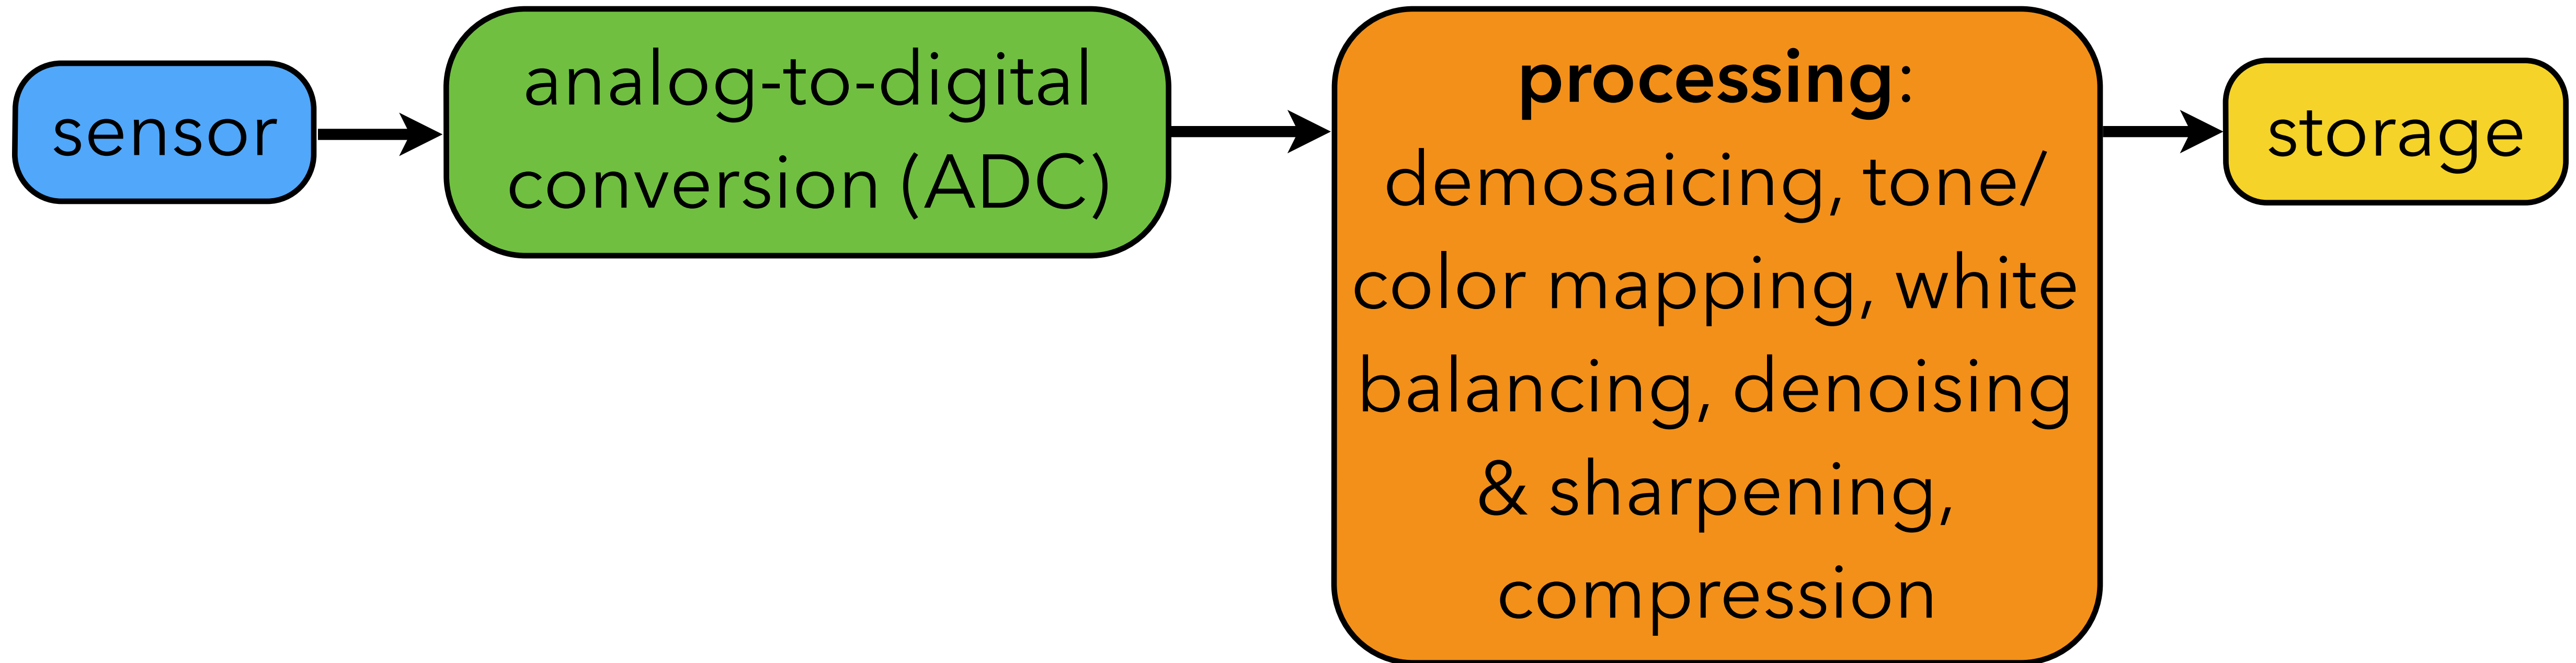 sensor
analog-to-digital
conversion (ADC)
processing:
demosaicing, tone/
color mapping, white
balancing, denoising
& sharpening,
compression
storage